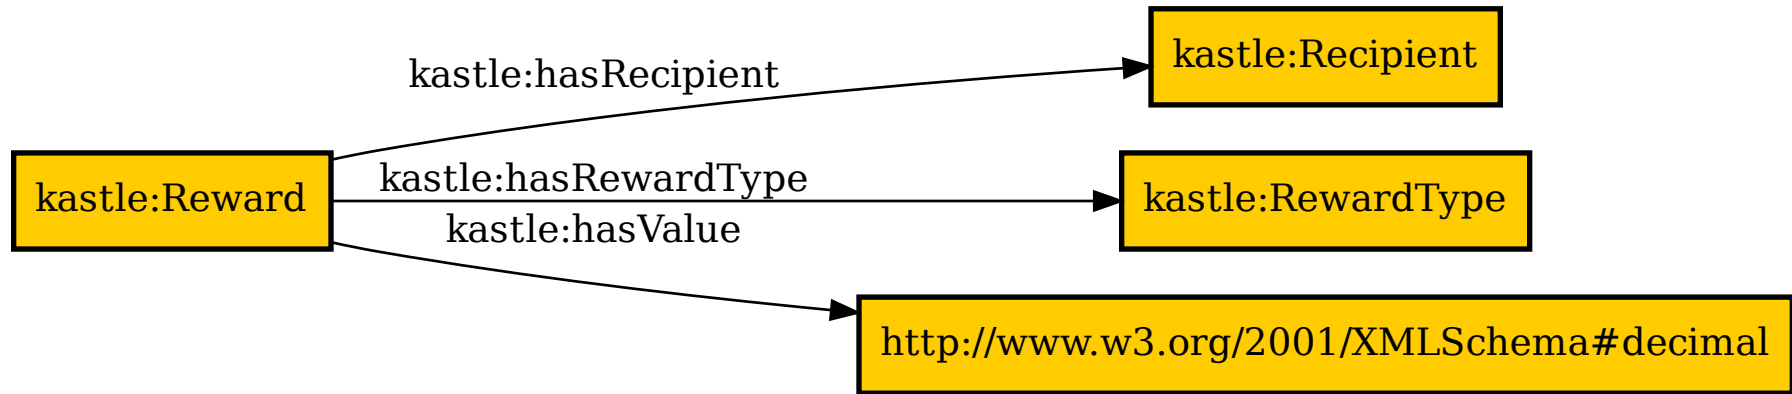 kastle:Recipient
kastle:hasRecipient
kastle:Reward
kastle:hasRewardType
kastle:RewardType
kastle:hasValue
http://www.w3.org/2001/XMLSchema#decimal